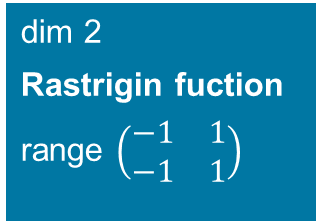 dim 2
Rastrigin fuction
range (−1 1
−1 1)